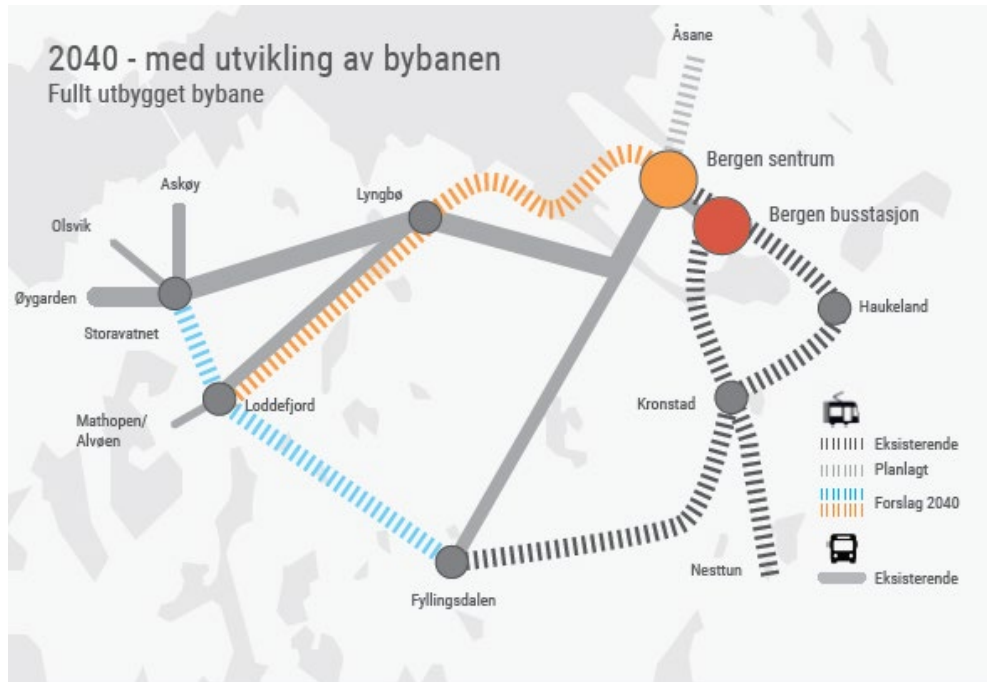 2040 - med utvikling av bybanen
Fullt utbygget bybane
Åsane
Bergen sentrum
Bergen busstasjon
Askøy
Lyngbø
Olsvik
Øygarden
Storavatnet
Haukeland
Mathopen/
Alvøen
Loddefjord
Kronstad
Fyllingsdalen
Nesttun
Eksisterende
Planlagt
Forslag 2040
Eksisterende